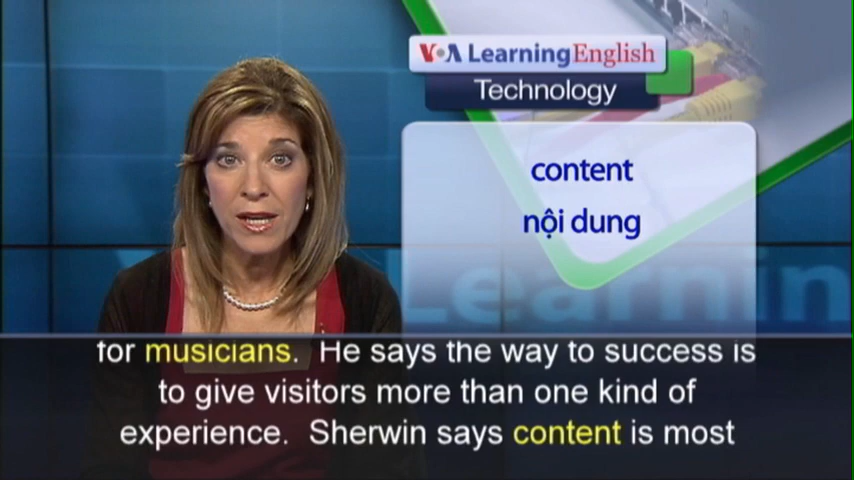 VOA Learning English
Technology
content
nội dung
Learnin
for musicians. He says the way to success is
to give visitors more than one kind of
experience. Sherwin says content is most